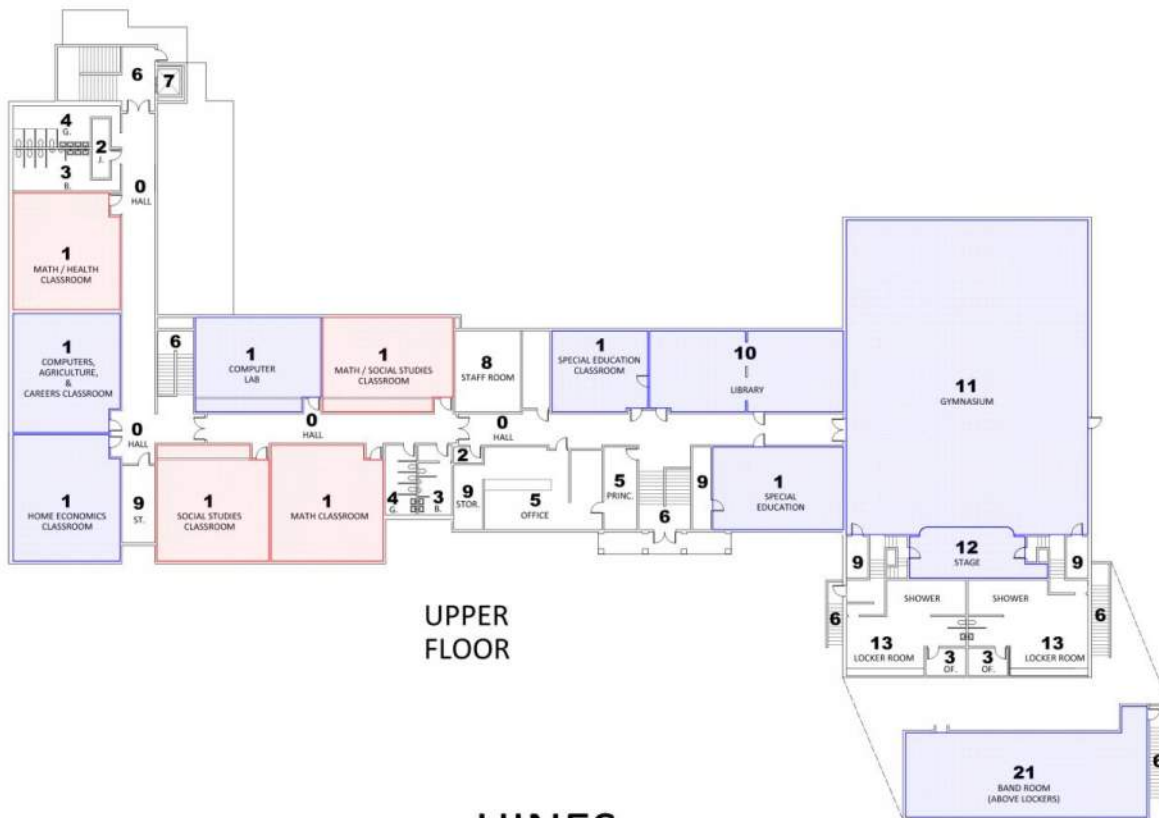 6
7
4
G.
2
J.
3
B.
0
HALL
1
MATH / HEALTH
CLASSROOM
1
COMPUTERS,
AGRICULTURE,
&
CAREERS CLASSROOM
6
1
COMPUTER
LAB
1
MATH / SOCIAL STUDIES
CLASSROOM
8
STAFF ROOM
1
SPECIAL EDUCATION
CLASSROOM
10
LIBRARY
11
GYMNASIUM
0
HALL
0
HALL
0
HALL
1
HOME ECONOMICS
CLASSROOM
9
ST.
1
SOCIAL STUDIES
CLASSROOM
1
MATH CLASSROOM
4
G.
3
B.
2
9
STOR.
5
OFFICE
5
PRINC.
6
9
1
SPECIAL
EDUCATION
12
STAGE
9
9
SHOWER
SHOWER
6
6
13
LOCKER ROOM
3
OF.
3
OF.
13
LOCKER ROOM
UPPER
FLOOR
21
BAND ROOM
(ABOVE LOCKERS)
6
HINES